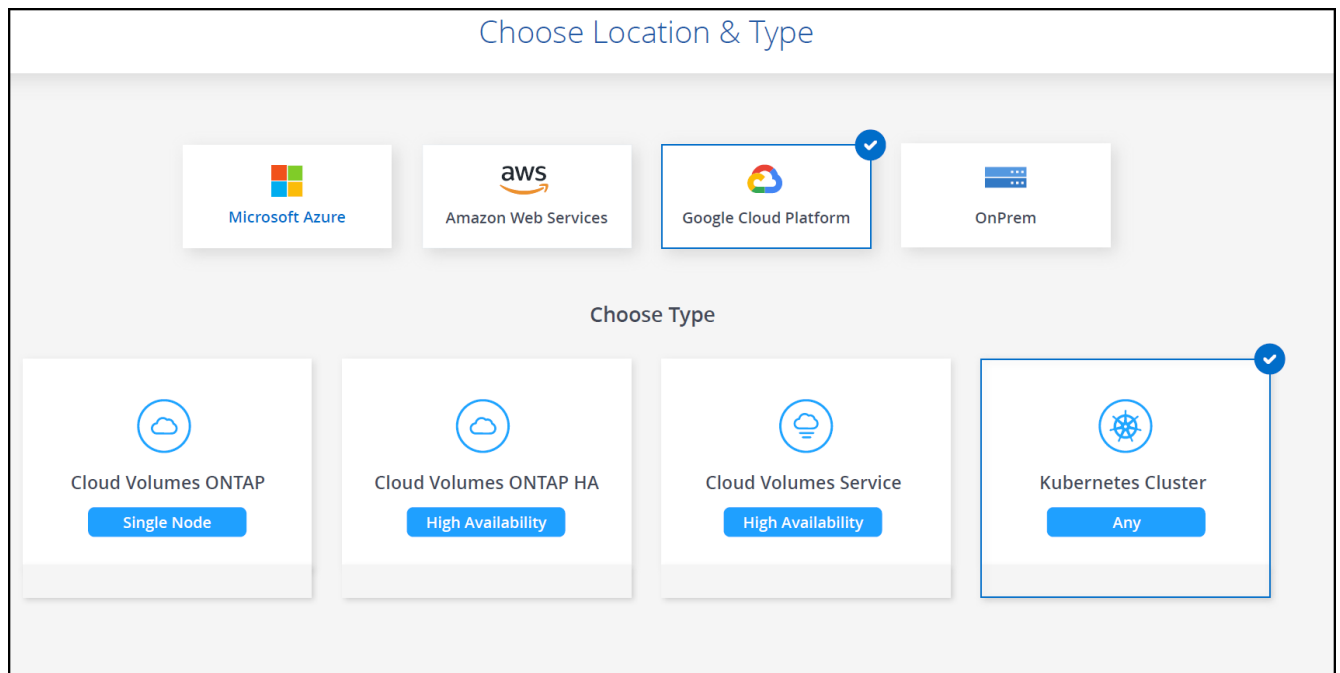 Choose Location & Type
aws
Microsoft Azure
Amazon Web Services
Google Cloud Platform
OnPrem
Choose Type
Cloud Volumes ONTAP
Cloud Volumes ONTAP HA
Cloud Volumes Service
Kubernetes Cluster
Single Node
High Availability
High Availability
Any